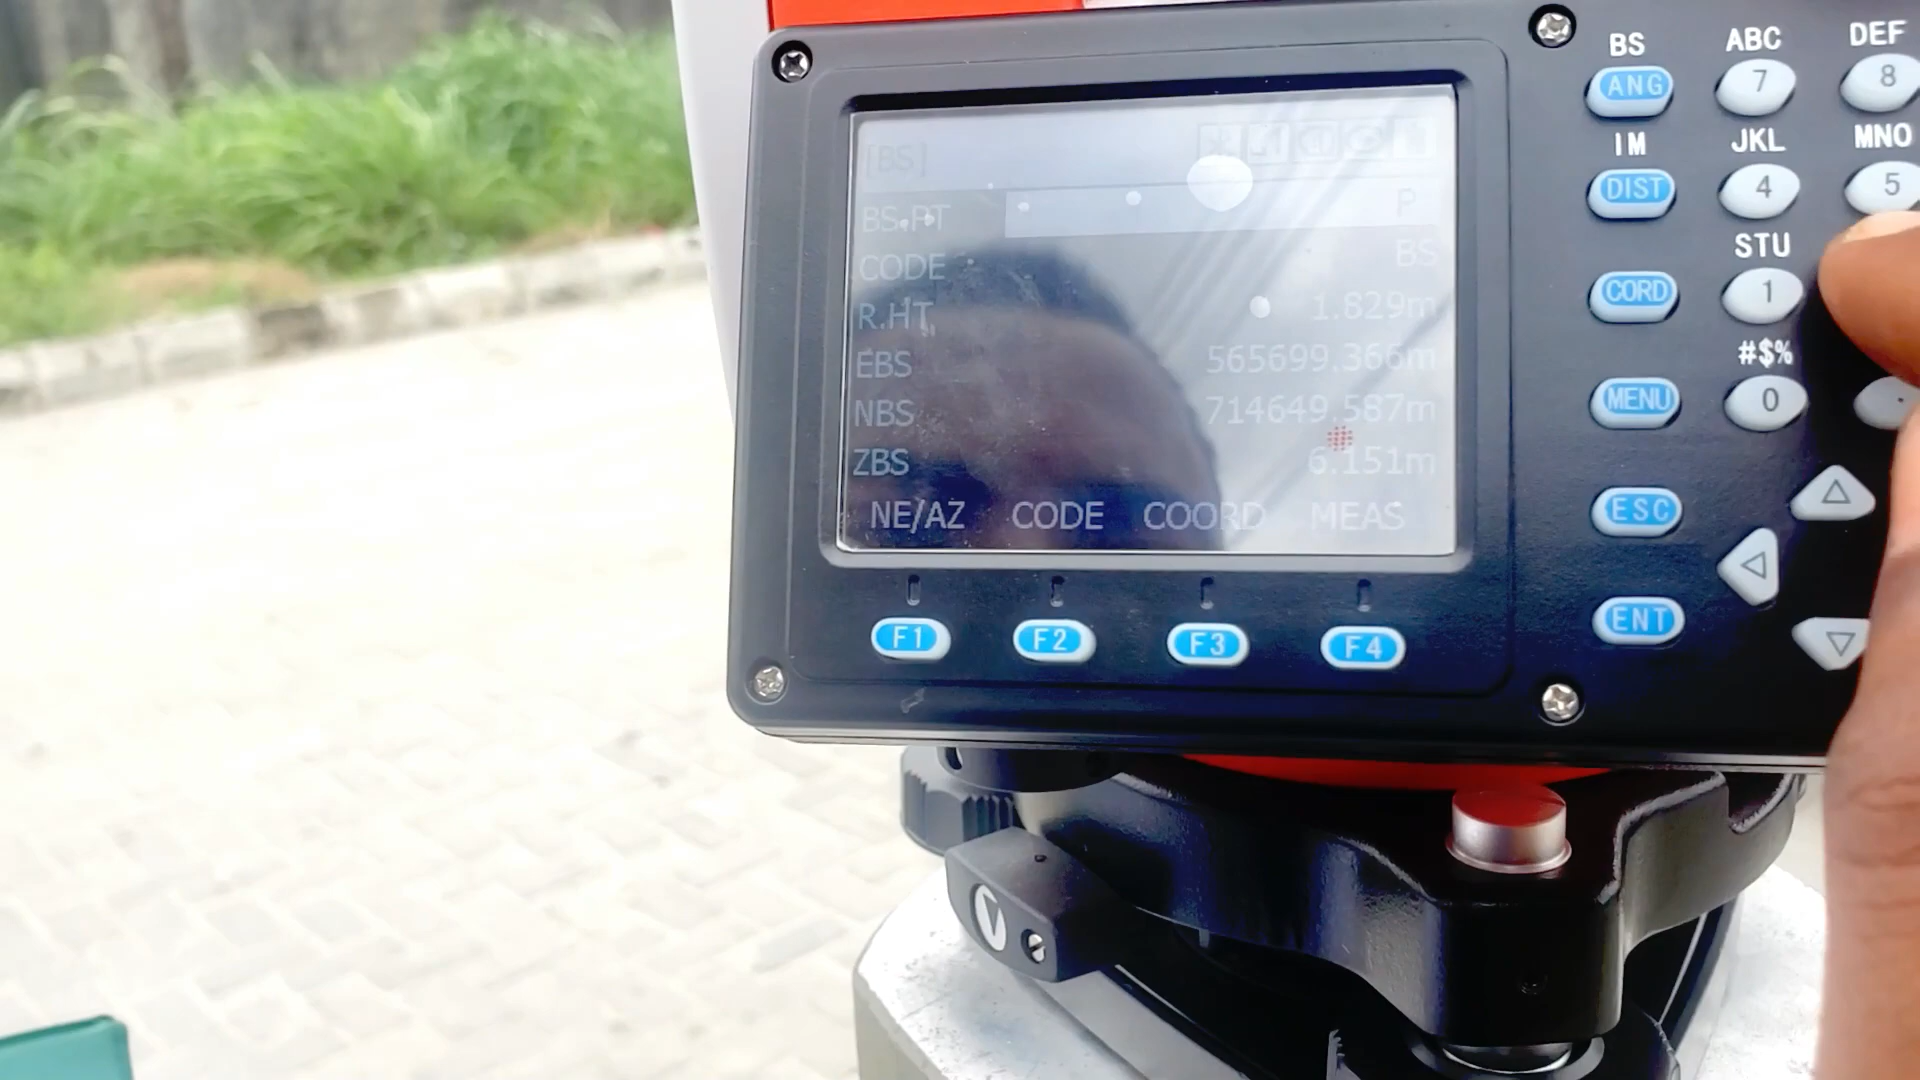 [BS]
BS.PT P
CODE BS
R.HT 1.829m
EBS 565699.366m
NBS 714649.587m
ZBS 6.151m
NE/AZ CODE COORD MEAS
F1 F2 F3 F4
BS ABC DEF
ANG 7 8
IM JKL MNO
DIST 4 5
STU
CORD 1
#$%
MENU 0 .
ESC
ENT